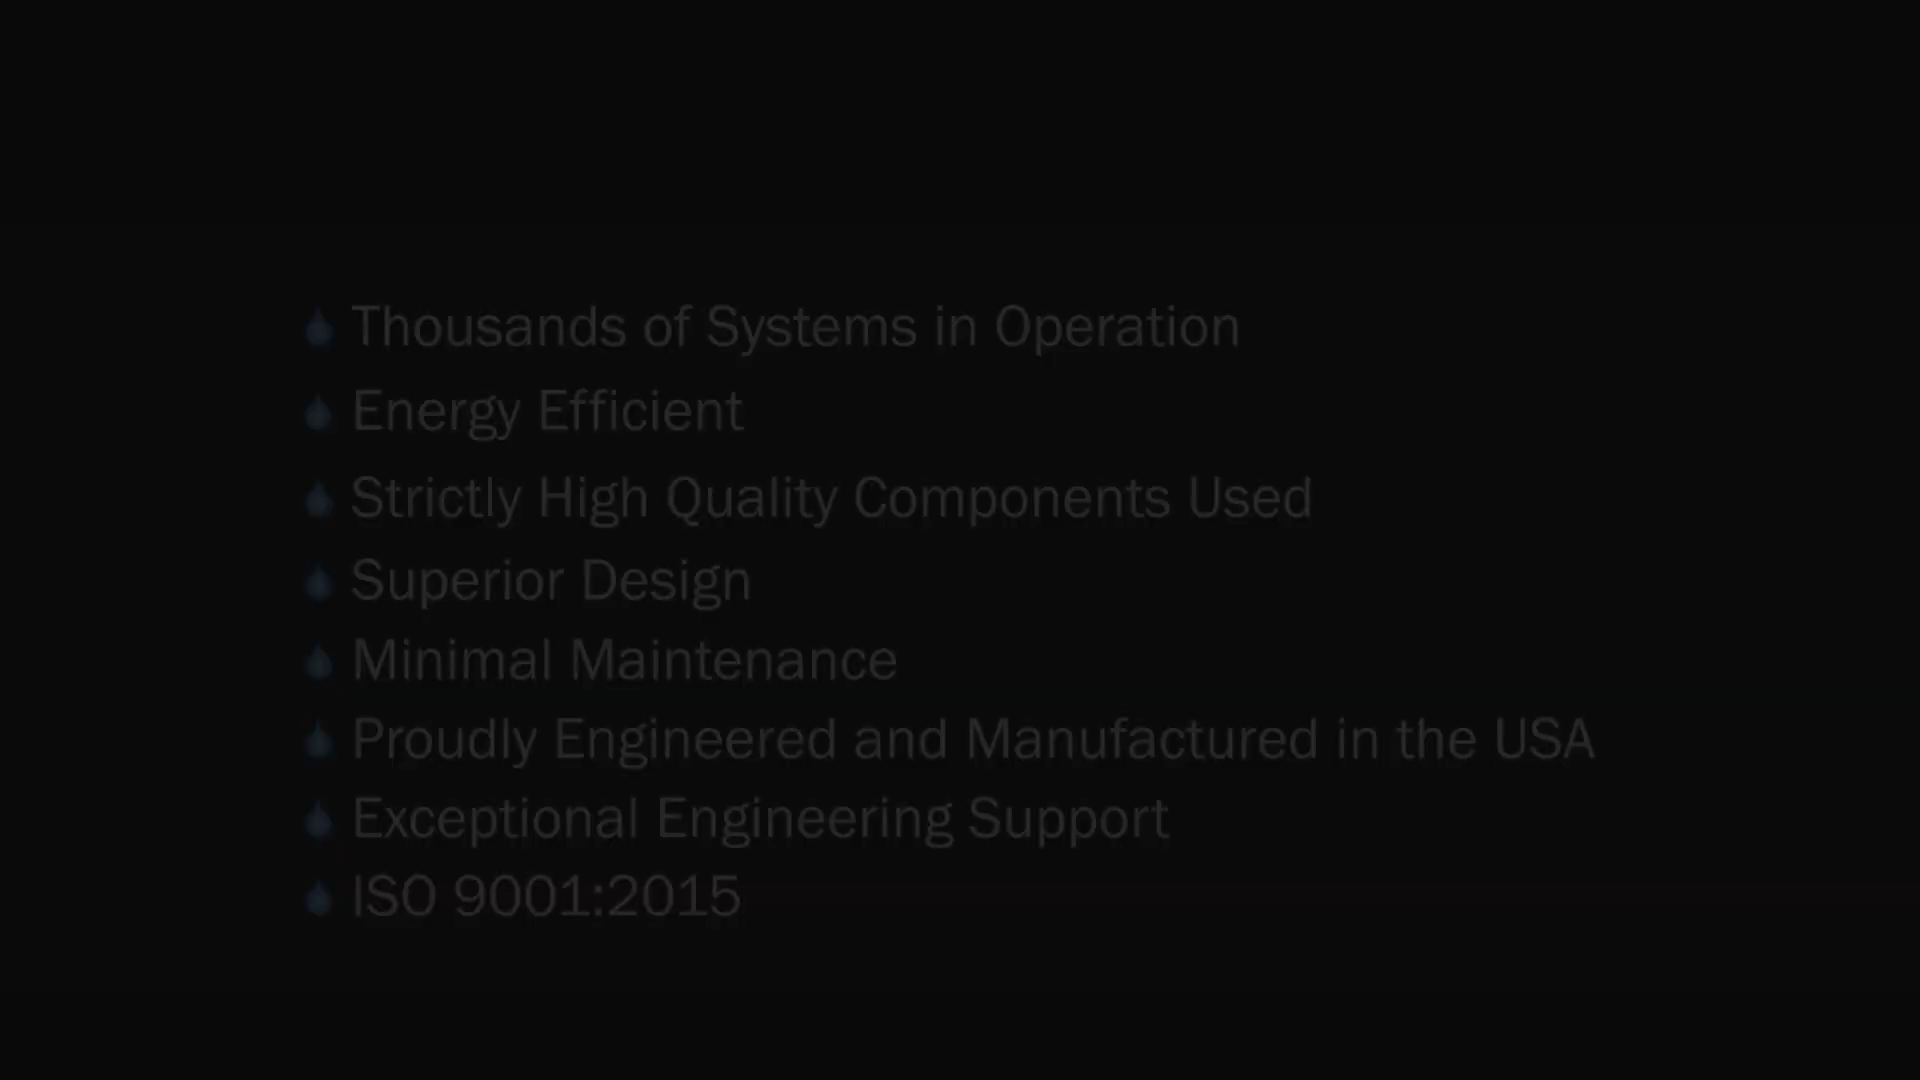 Thousands of Systems in Operation
Energy Efficient
Strictly High Quality Components Used
Superior Design
Minimal Maintenance
Proudly Engineered and Manufactured in the USA
Exceptional Engineering Support
ISO 9001:2015